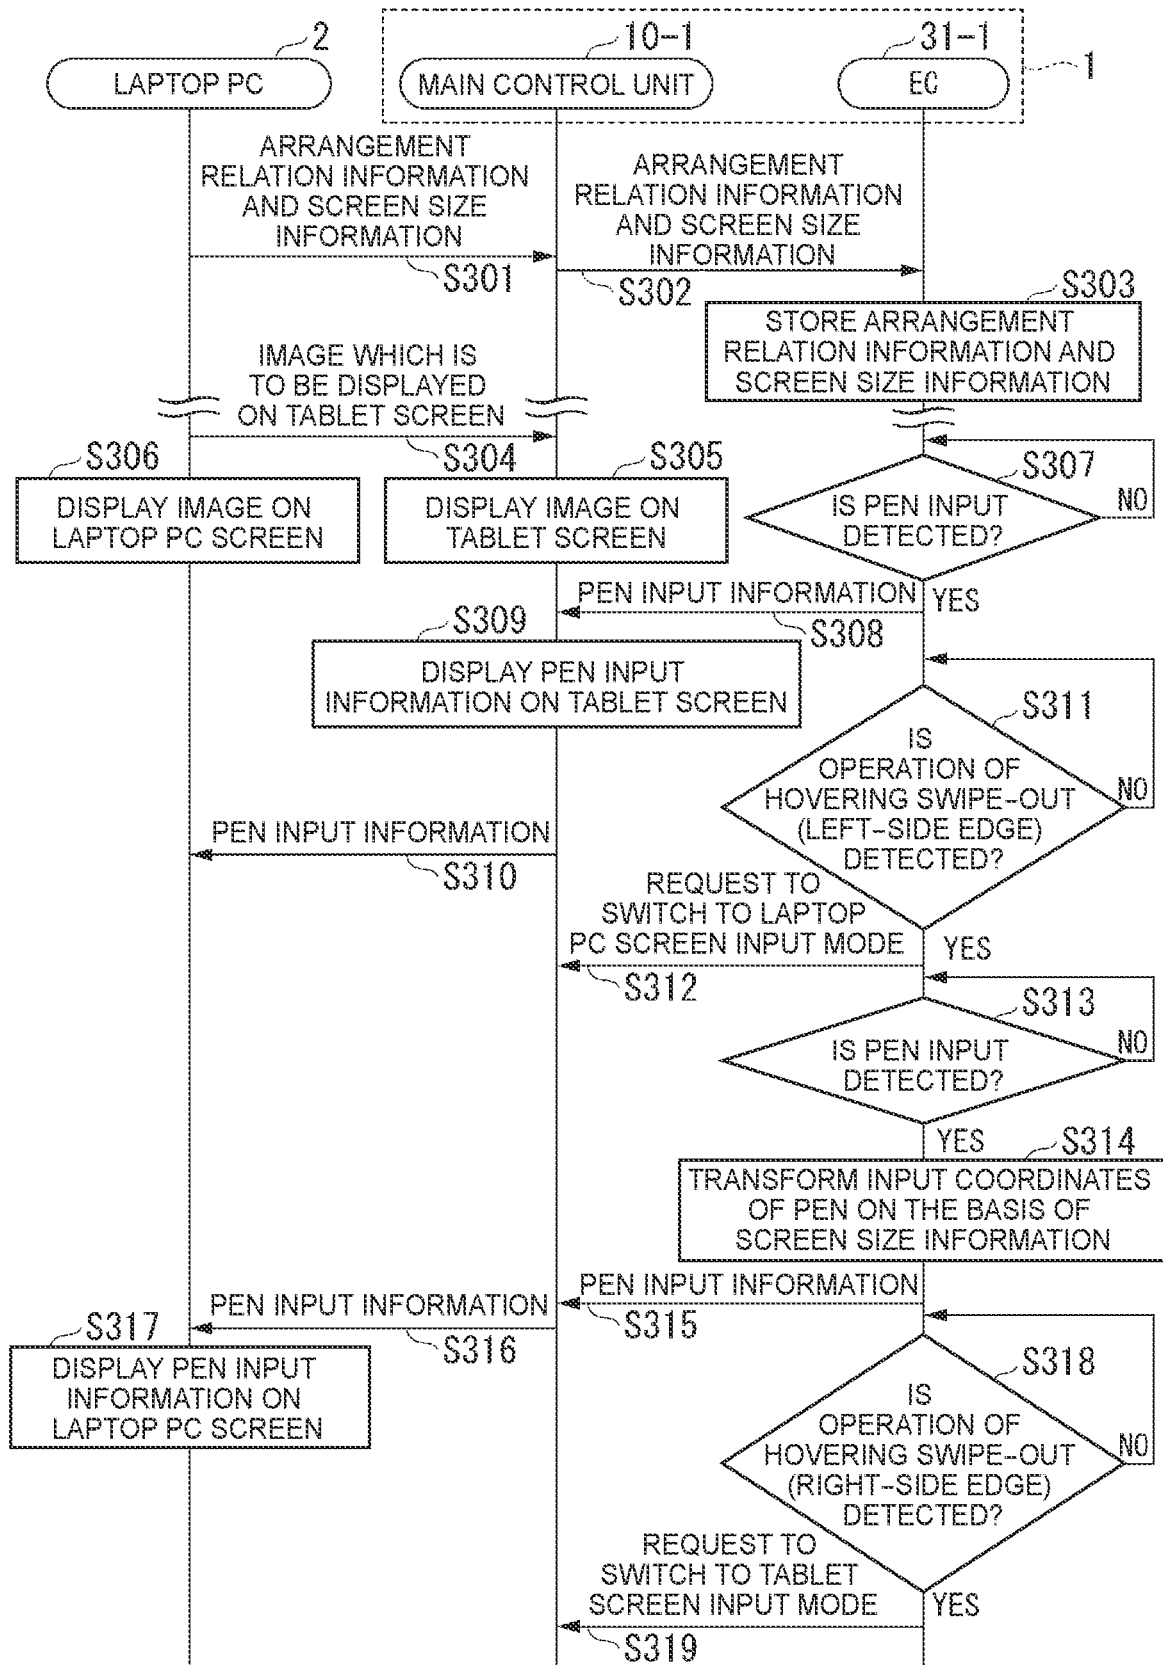 2
10-1
31-1
1
LAPTOP PC
MAIN CONTROL UNIT
EC
ARRANGEMENT
RELATION INFORMATION
AND SCREEN SIZE
INFORMATION
S301
ARRANGEMENT
RELATION INFORMATION
AND SCREEN SIZE
INFORMATION
S302
S303
STORE ARRANGEMENT
RELATION INFORMATION AND
SCREEN SIZE INFORMATION
IMAGE WHICH IS
TO BE DISPLAYED
ON TABLET SCREEN
S304
S306
DISPLAY IMAGE ON
LAPTOP PC SCREEN
S305
DISPLAY IMAGE ON
TABLET SCREEN
S307
IS PEN INPUT
DETECTED?
NO
YES
PEN INPUT INFORMATION
S308
S309
DISPLAY PEN INPUT
INFORMATION ON TABLET SCREEN
S311
IS
OPERATION OF
HOVERING SWIPE-OUT
(LEFT-SIDE EDGE)
DETECTED?
NO
PEN INPUT INFORMATION
S310
YES
REQUEST TO
SWITCH TO LAPTOP
PC SCREEN INPUT MODE
S312
S313
IS PEN INPUT
DETECTED?
NO
YES
S314
TRANSFORM INPUT COORDINATES
OF PEN ON THE BASIS OF
SCREEN SIZE INFORMATION
PEN INPUT INFORMATION
S315
PEN INPUT INFORMATION
S316
S317
DISPLAY PEN INPUT
INFORMATION ON
LAPTOP PC SCREEN
S318
IS
OPERATION OF
HOVERING SWIPE-OUT
(RIGHT-SIDE EDGE)
DETECTED?
NO
YES
REQUEST TO
SWITCH TO TABLET
SCREEN INPUT MODE
S319